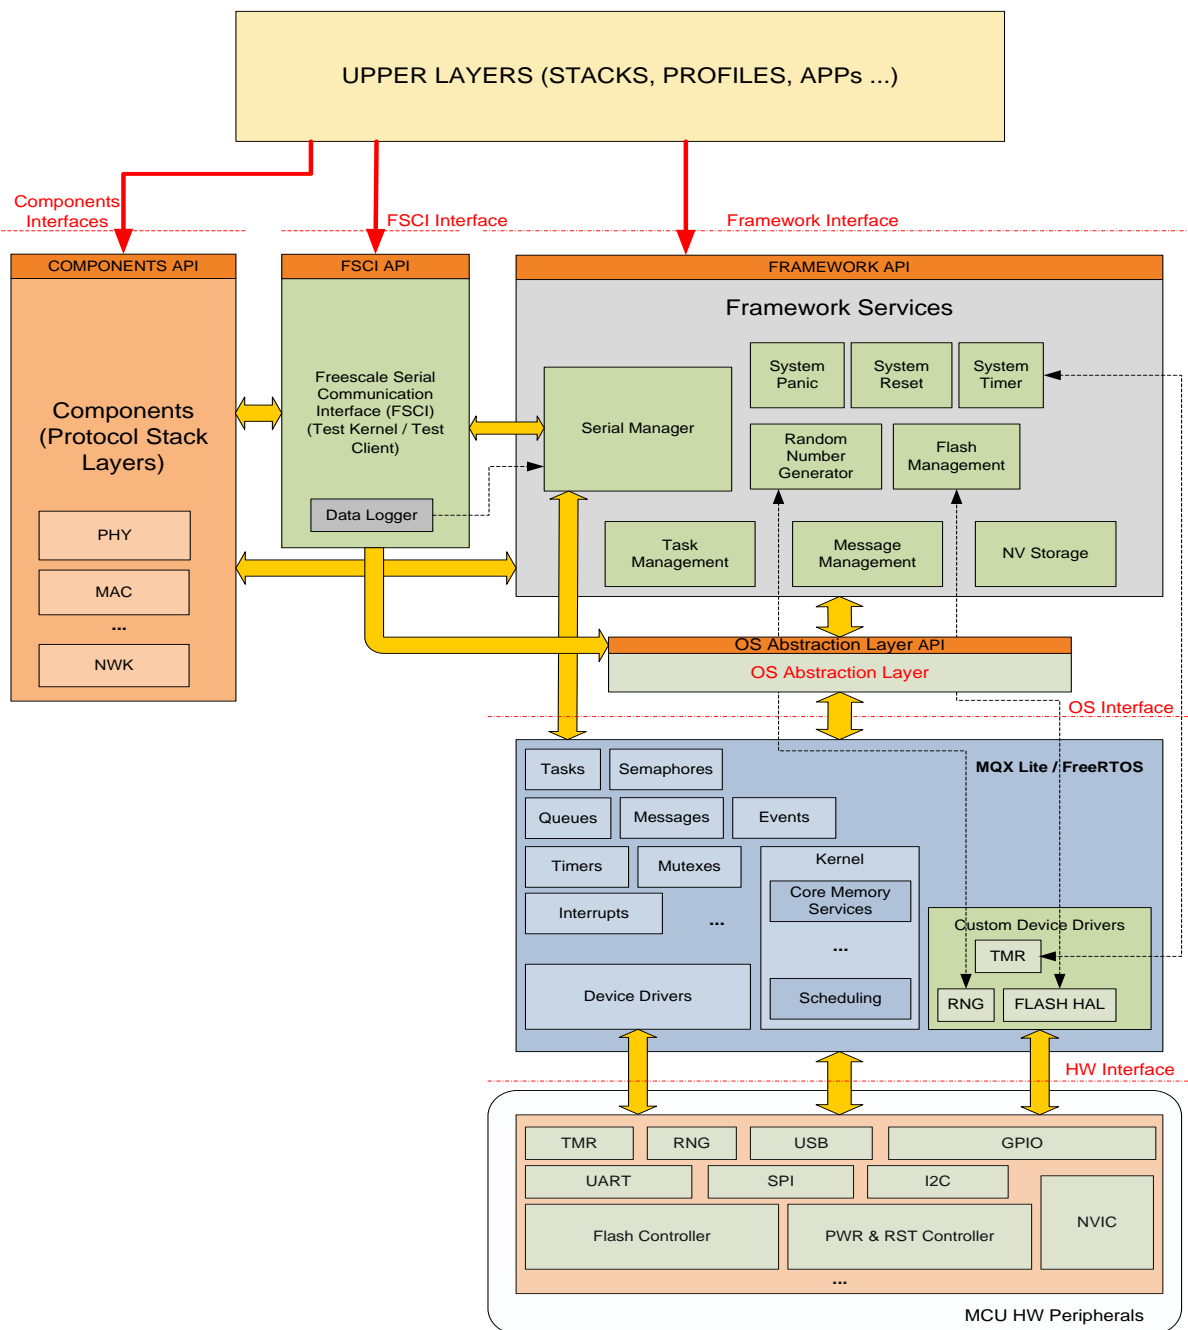 UPPER LAYERS (STACKS, PROFILES, APPs ...)
Components
Interfaces
FSCI Interface
Framework Interface
COMPONENTS API
FSCI API
FRAMEWORK API
Framework Services
Components
(Protocol Stack
Layers)
PHY
MAC
...
NWK
Freescale Serial
Communication
Interface (FSCI)
(Test Kernel / Test
Client)
Data Logger
Serial Manager
System
Panic
System
Reset
System
Timer
Random
Number
Generator
Flash
Management
Task
Management
Message
Management
NV Storage
OS Abstraction Layer API
OS Abstraction Layer
OS Interface
MQX Lite / FreeRTOS
Tasks
Semaphores
Queues
Messages
Events
Timers
Mutexes
Interrupts
...
Kernel
Core Memory
Services
...
Scheduling
Device Drivers
Custom Device Drivers
TMR
RNG
FLASH HAL
HW Interface
TMR
RNG
USB
GPIO
UART
SPI
I2C
NVIC
Flash Controller
PWR & RST Controller
...
MCU HW Peripherals